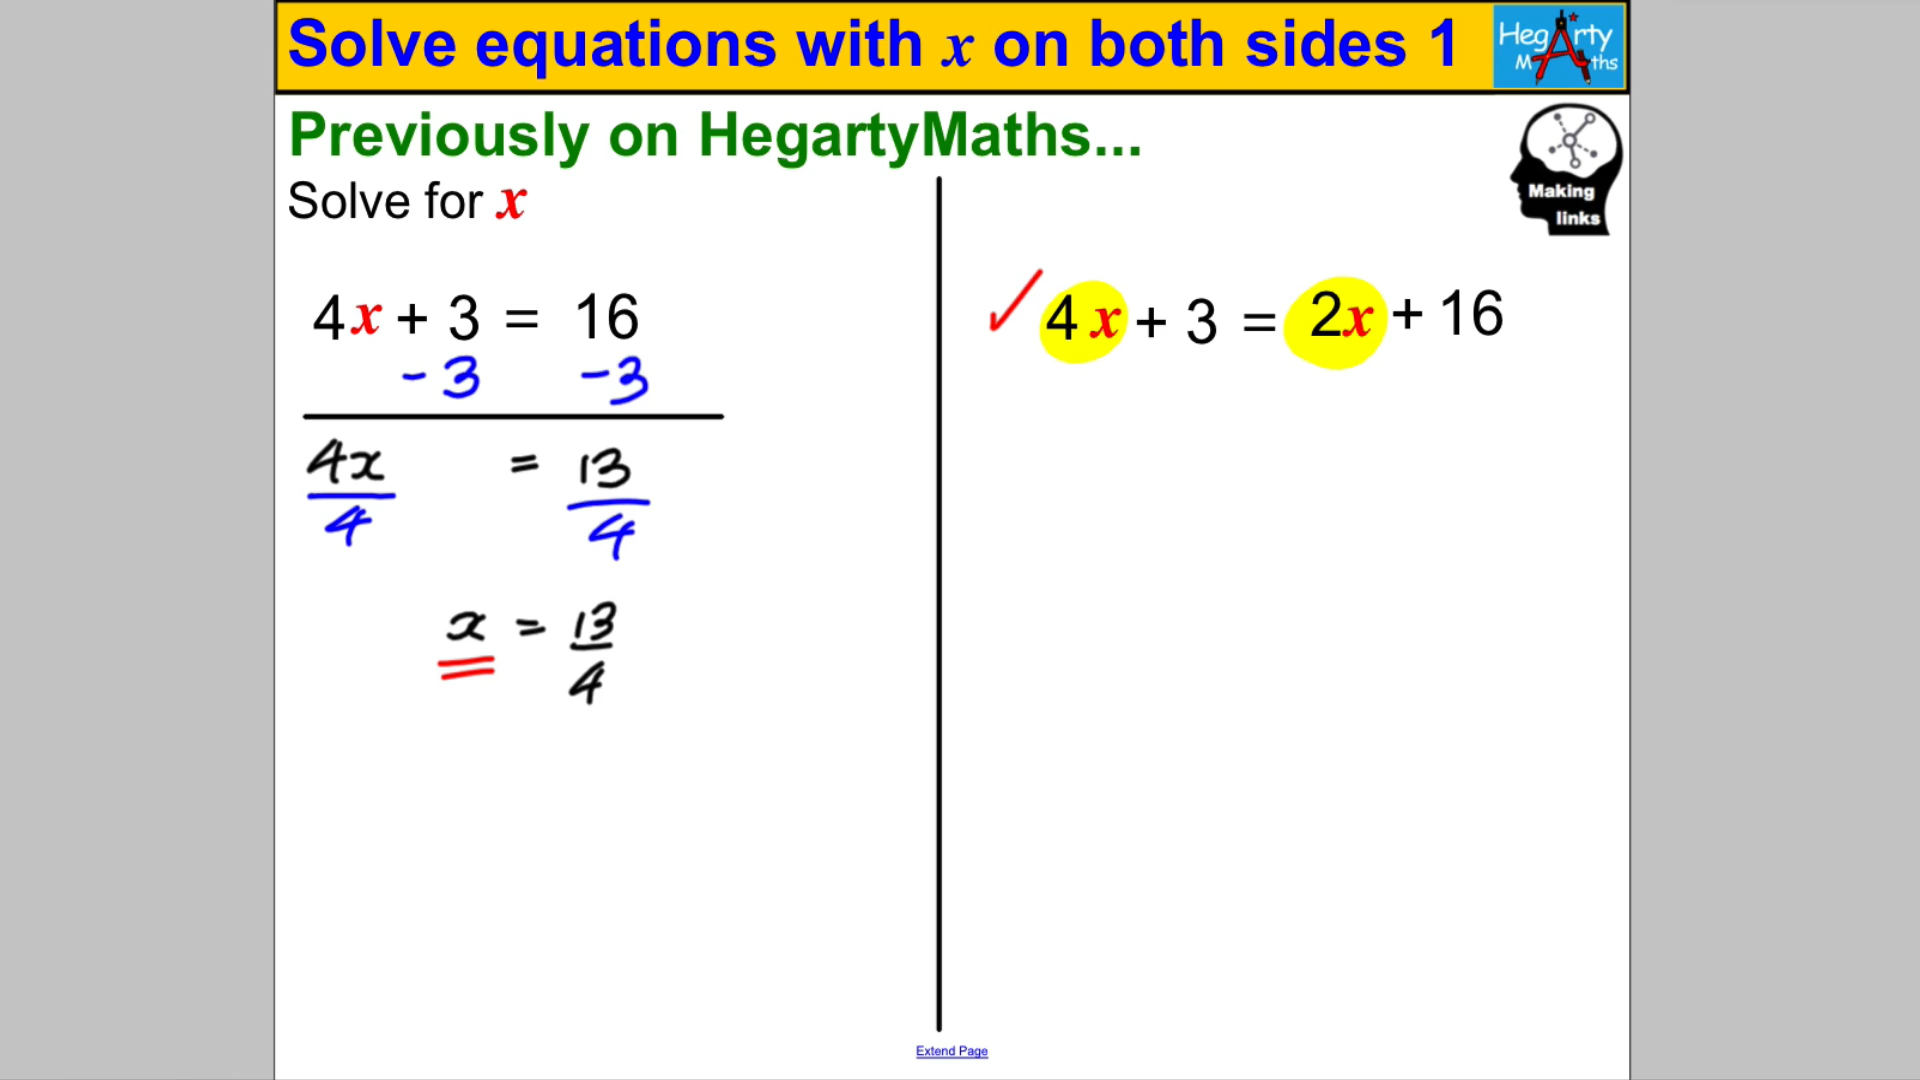 Solve equations with x on both sides 1
HegArty
Maths
Previously on HegartyMaths...
Making
links
Solve for x
4x + 3 = 16
-3 -3
4x = 13
4 4
x = 13
4
4x + 3 = 2x + 16
Extend Page